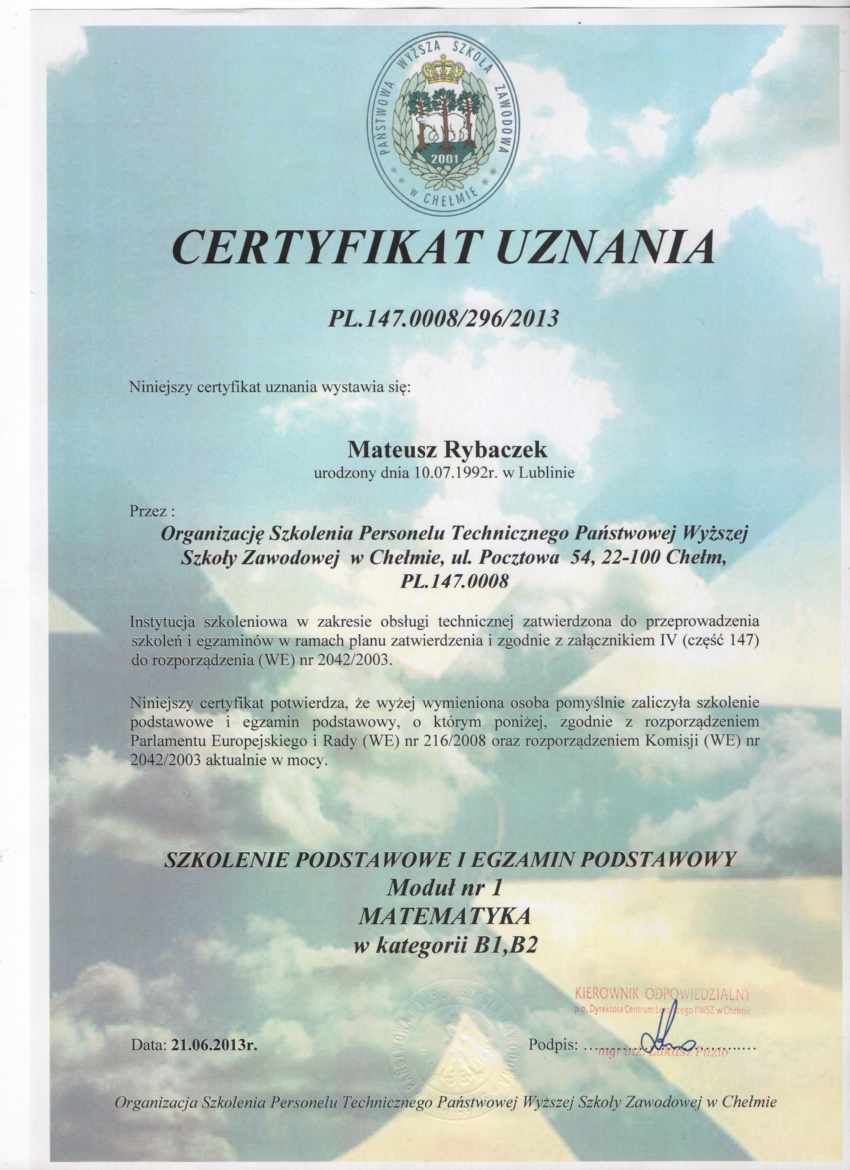 PAŃSTWOWA WYŻSZA SZKOŁA ZAWODOWA
w CHEŁMIE
2001
CERTYFIKAT UZNANIA
PL.147.0008/296/2013
Niniejszy certyfikat uznania wystawia się:
Mateusz Rybaczek
urodzony dnia 10.07.1992r. w Lublinie
Przez :
Organizację Szkolenia Personelu Technicznego Państwowej Wyższej
Szkoły Zawodowej w Chełmie, ul. Pocztowa 54, 22-100 Chełm,
PL.147.0008
Instytucja szkoleniowa w zakresie obsługi technicznej zatwierdzona do przeprowadzenia
szkoleń i egzaminów w ramach planu zatwierdzenia i zgodnie z załącznikiem IV (część 147)
do rozporządzenia (WE) nr 2042/2003.
Niniejszy certyfikat potwierdza, że wyżej wymieniona osoba pomyślnie zaliczyła szkolenie
podstawowe i egzamin podstawowy, o którym poniżej, zgodnie z rozporządzeniem
Parlamentu Europejskiego i Rady (WE) nr 216/2008 oraz rozporządzeniem Komisji (WE) nr
2042/2003 aktualnie w mocy.
SZKOLENIE PODSTAWOWE I EGZAMIN PODSTAWOWY
Moduł nr 1
MATEMATYKA
w kategorii B1,B2
KIEROWNIK ODPOWIEDZIALNY
p.o. Dyrektora Centrum Lotniczego PWSZ w Chełmie
Data: 21.06.2013r.
Podpis: ………
mgr inż. Łukasz
Organizacja Szkolenia Personelu Technicznego Państwowej Wyższej Szkoły Zawodowej w Chełmie